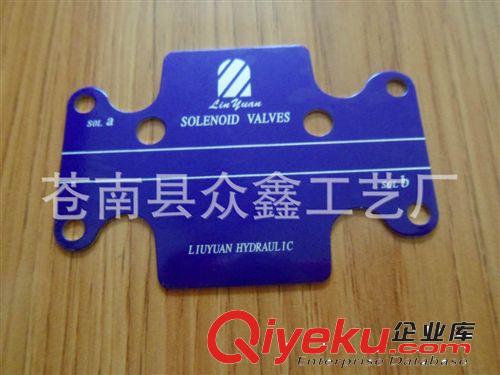 LinYuan
SOL a
SOLENOID VALVES
SOL b
苍南县众鑫工艺厂
LIUYUAN HYDRAULIC
Qiyeku企业库
Enterprise Database